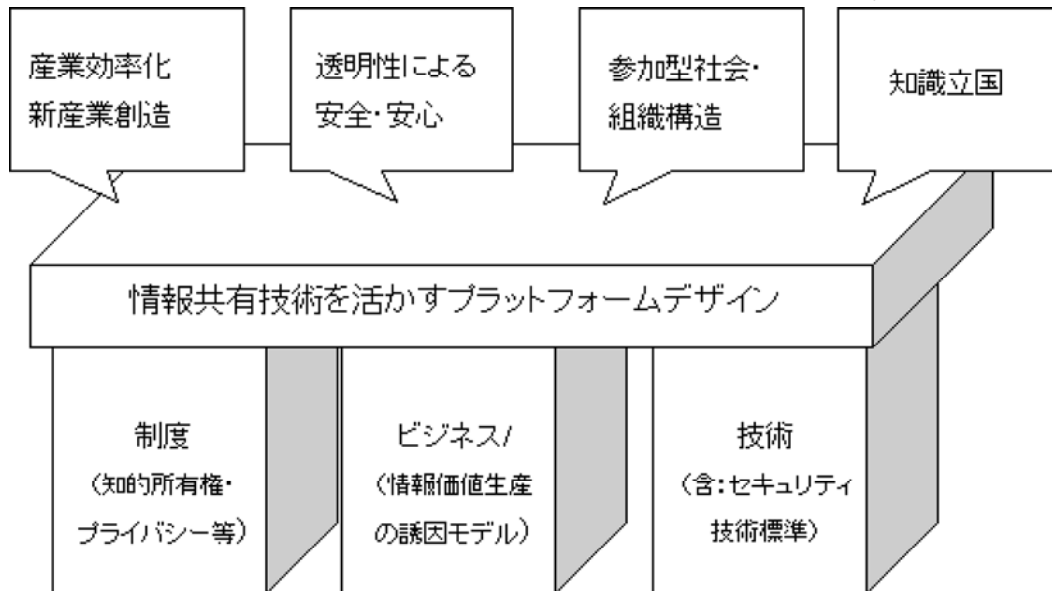 産業効率化
新産業創造
透明性による
安全・安心
参加型社会・
組織構造
知識立国
情報共有技術を活かすプラットフォームデザイン
制度
(知的所有権・
プライバシー等)
ビジネス/
(情報価値生産
の誘因モデル)
技術
(含:セキュリティ
技術標準)